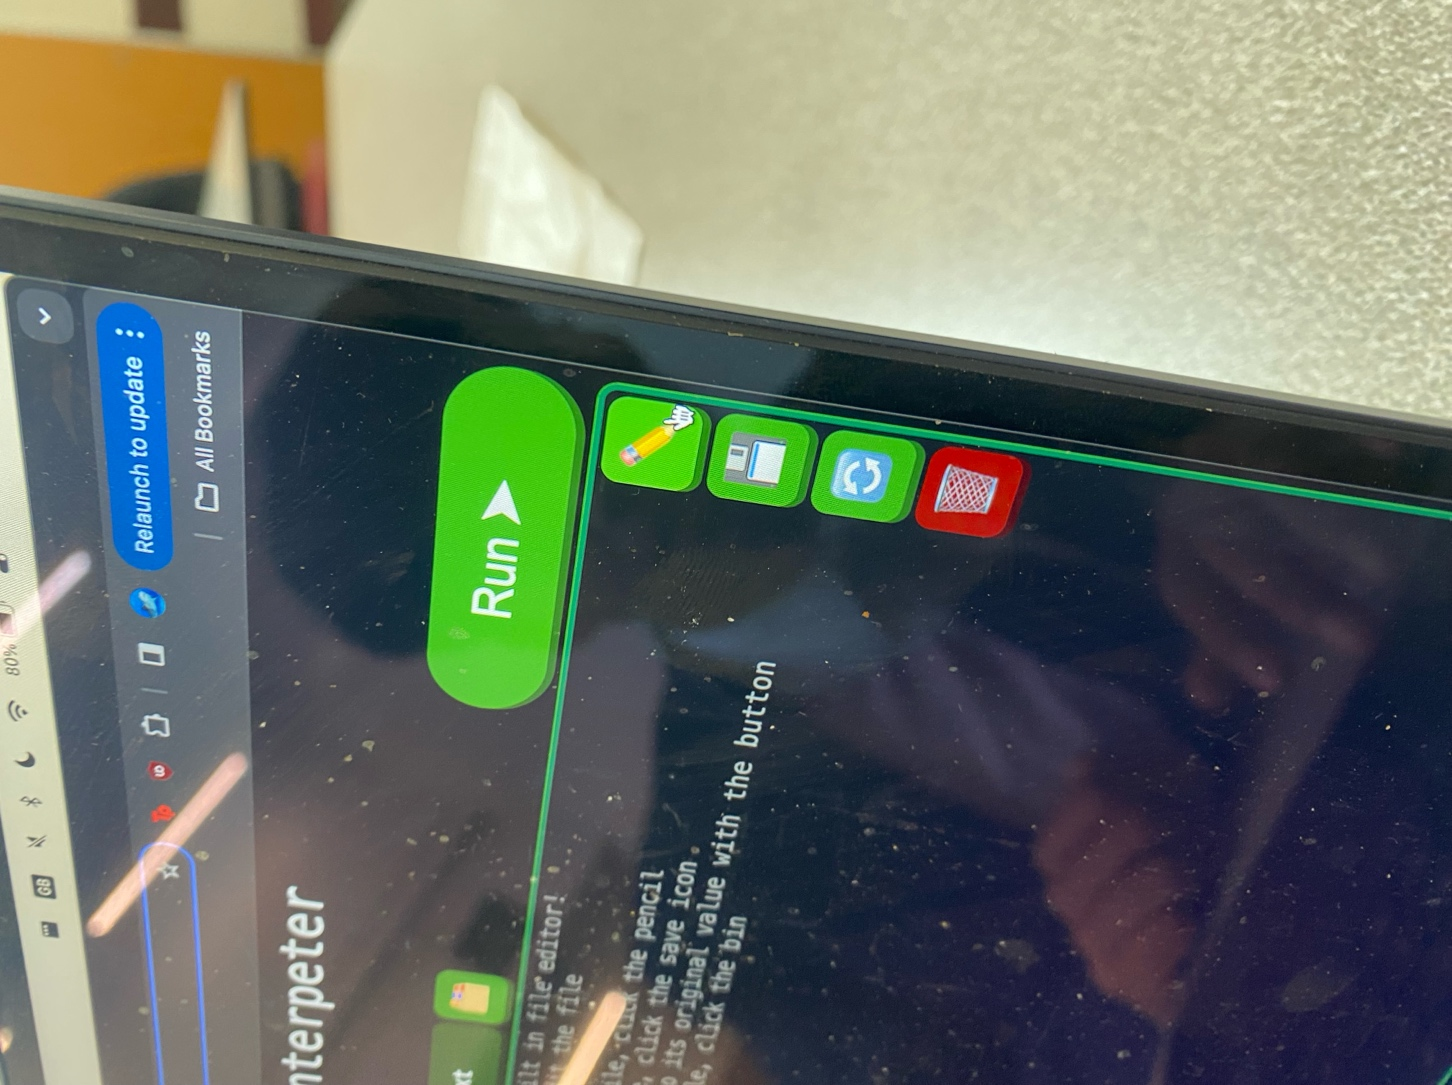 80%
GB
Relaunch to update
All Bookmarks
nterpeter
Run
xt
ilt in file editor!
it the file
ile, click the pencil
, click the save icon
o its original value with the button
le, click the bin